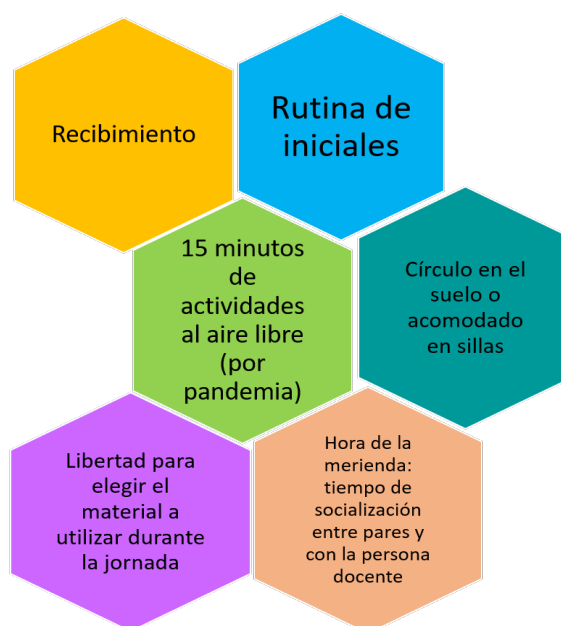 Recibimiento
Rutina de
iniciales
15 minutos
de
actividades
al aire libre
(por
pandemia)
Círculo en el
suelo o
acomodado
en sillas
Libertad para
elegir el
material a
utilizar durante
la jornada
Hora de la
merienda:
tiempo de
socialización
entre pares y
con la persona
docente